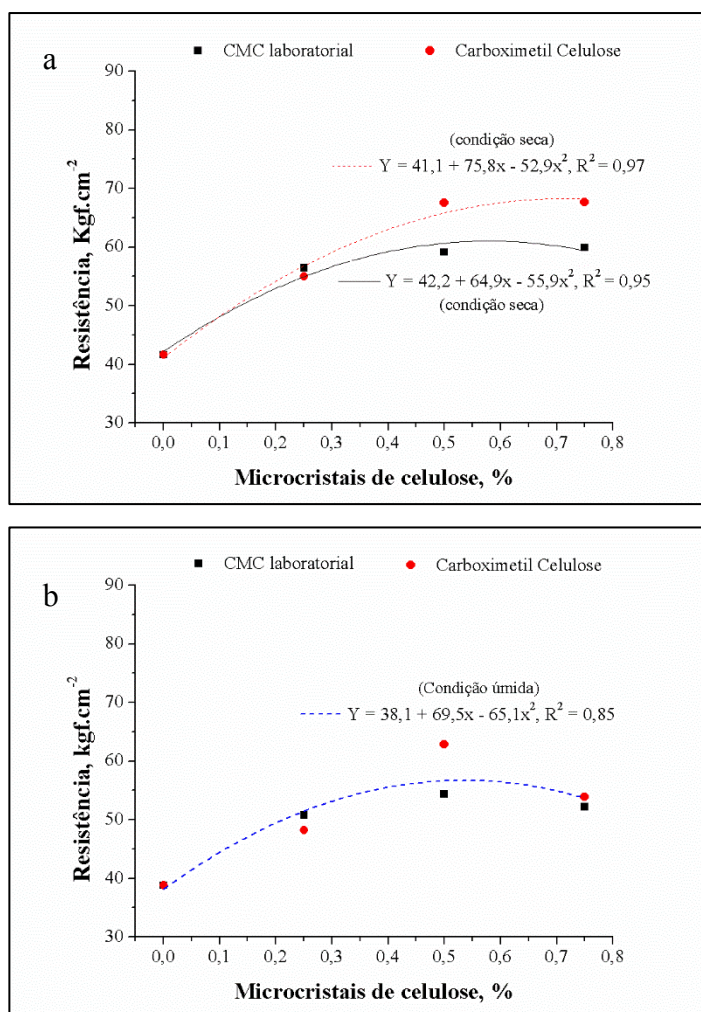 a
CMC laboratorial Carboximetil Celulose
90
80
70
60
50
40
30
(condição seca)
Y = 41,1 + 75,8x - 52,9x², R² = 0,97
Y = 42,2 + 64,9x - 55,9x², R² = 0,95
(condição seca)
Resistência, Kgf.cm⁻²
0,0 0,1 0,2 0,3 0,4 0,5 0,6 0,7 0,8
Microcristais de celulose, %
b
CMC laboratorial Carboximetil Celulose
90
80
70
60
50
40
30
(Condição úmida)
Y = 38,1 + 69,5x - 65,1x², R² = 0,85
Resistência, kgf.cm⁻²
0,0 0,1 0,2 0,3 0,4 0,5 0,6 0,7 0,8
Microcristais de celulose, %